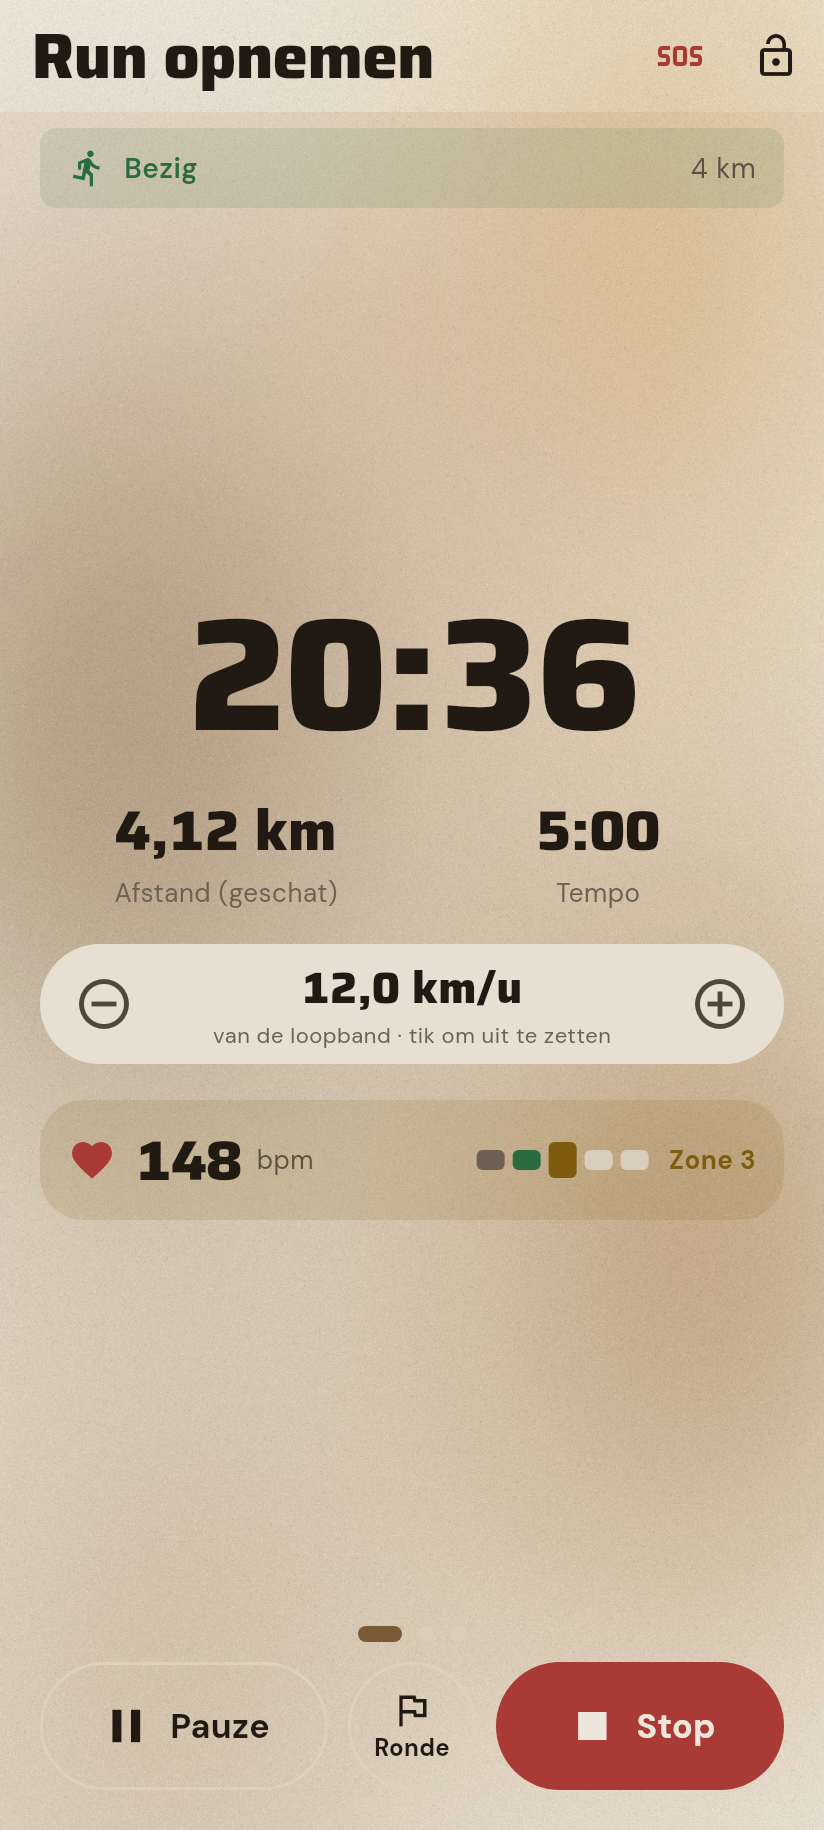 Run opnemen
SOS
Bezig
4 km
20:36
4,12 km
5:00
Afstand (geschat)
Tempo
12,0 km/u
van de loopband · tik om uit te zetten
148 bpm
Zone 3
Pauze
Ronde
Stop